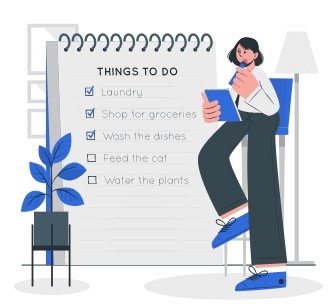 THINGS TO DO
Laundry
Shop for groceries
Wash the dishes
Feed the cat
Water the plants